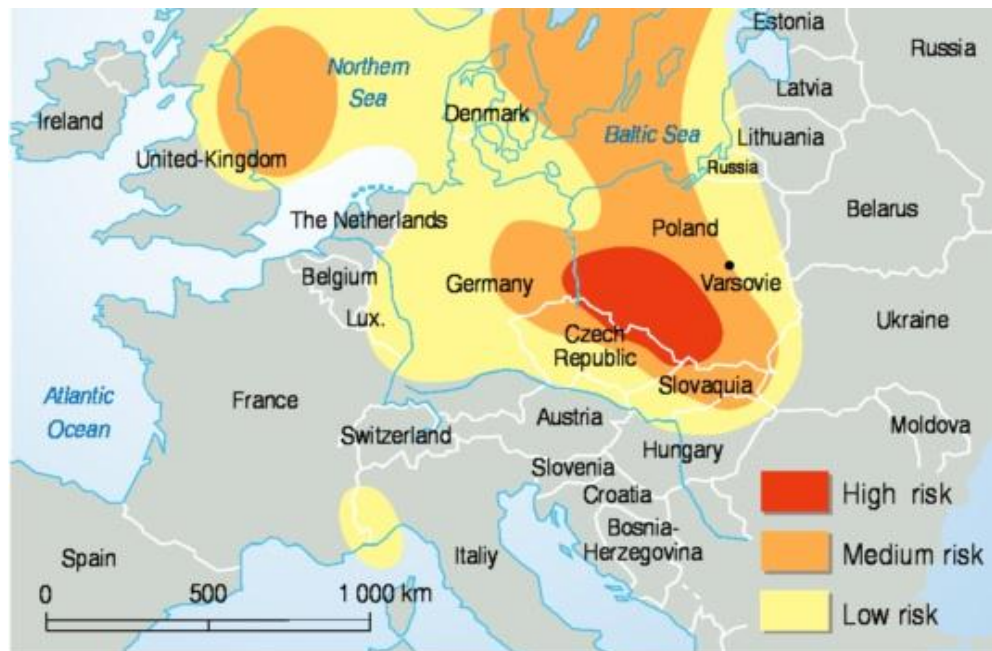 Estonia
Russia
Northern
Sea
Latvia
Denmark
Ireland
Baltic Sea
Lithuania
United-Kingdom
Russia
The Netherlands
Belarus
Poland
Belgium
Germany
Varsovie
Lux.
Ukraine
Czech
Republic
Slovaquia
Atlantic
Ocean
France
Austria
Moldova
Switzerland
Hungary
Slovenia
Croatia
High risk
Bosnia-
Herzegovina
Spain
Italiy
Medium risk
0 500 1 000 km
Low risk